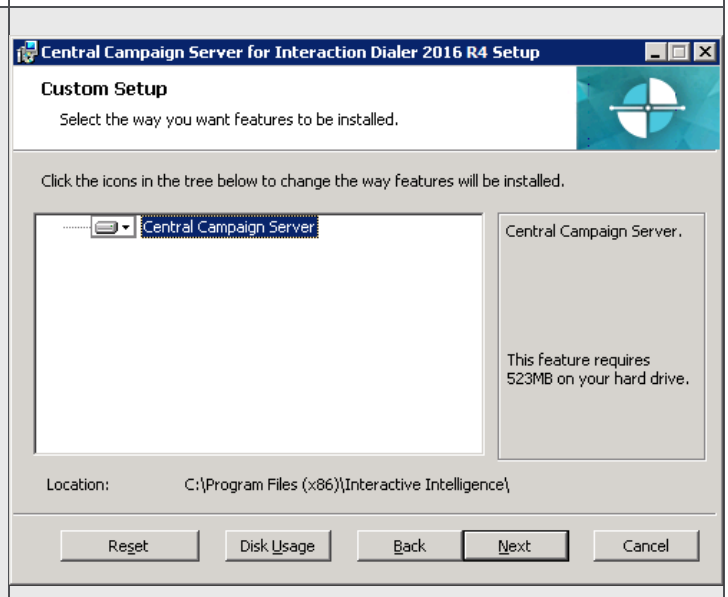 Central Campaign Server for Interaction Dialer 2016 R4 Setup
Custom Setup
Select the way you want features to be installed.
Click the icons in the tree below to change the way features will be installed.
Central Campaign Server
Central Campaign Server.
This feature requires
523MB on your hard drive.
Location: C:\Program Files (x86)\Interactive Intelligence\
Reset Disk Usage Back Next Cancel